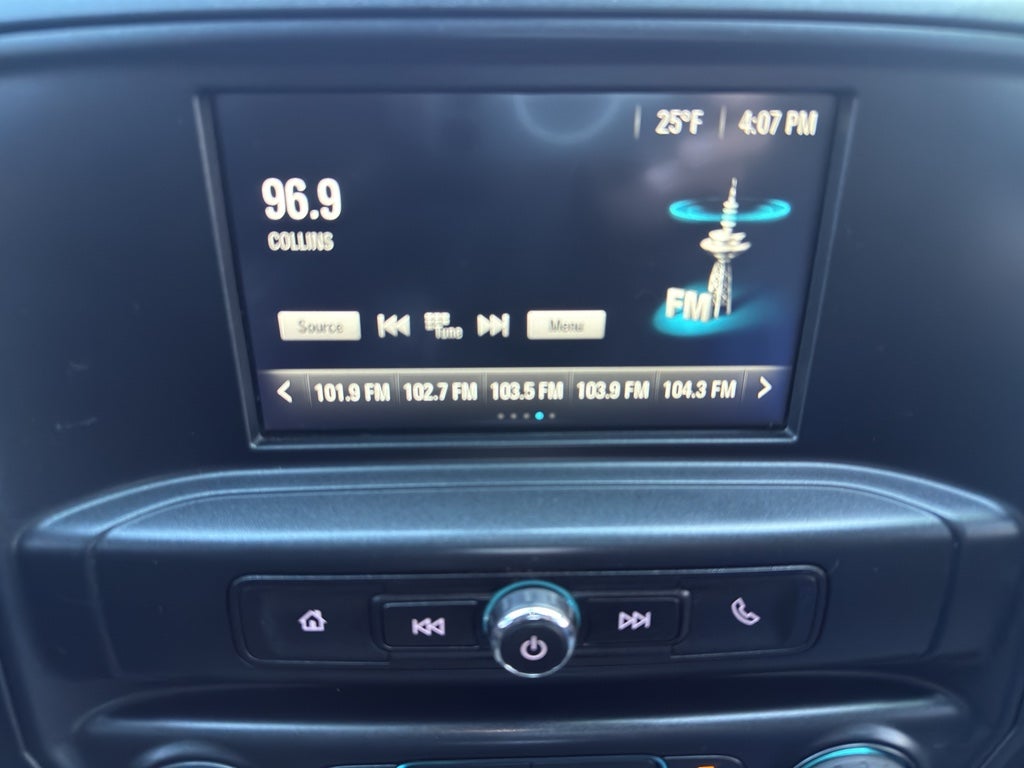 25°F 4:07 PM
96.9
COLLINS
FM
Source Tune Menu
101.9 FM 102.7 FM 103.5 FM 103.9 FM 104.3 FM